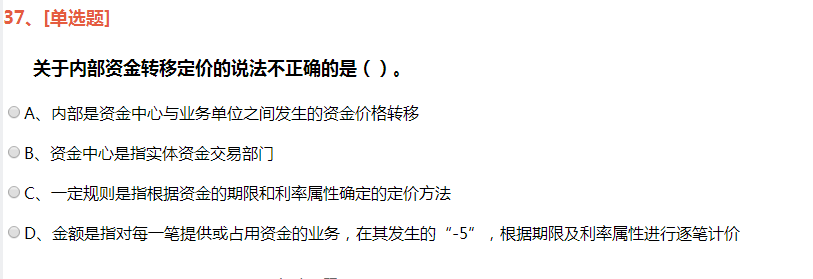 37、[单选题]
关于内部资金转移定价的说法不正确的是（ ）。
A、内部是资金中心与业务单位之间发生的资金价格转移
B、资金中心是指实体资金交易部门
C、一定规则是指根据资金的期限和利率属性确定的定价方法
D、金额是指对每一笔提供或占用资金的业务，在其发生的“-5”，根据期限及利率属性进行逐笔计价